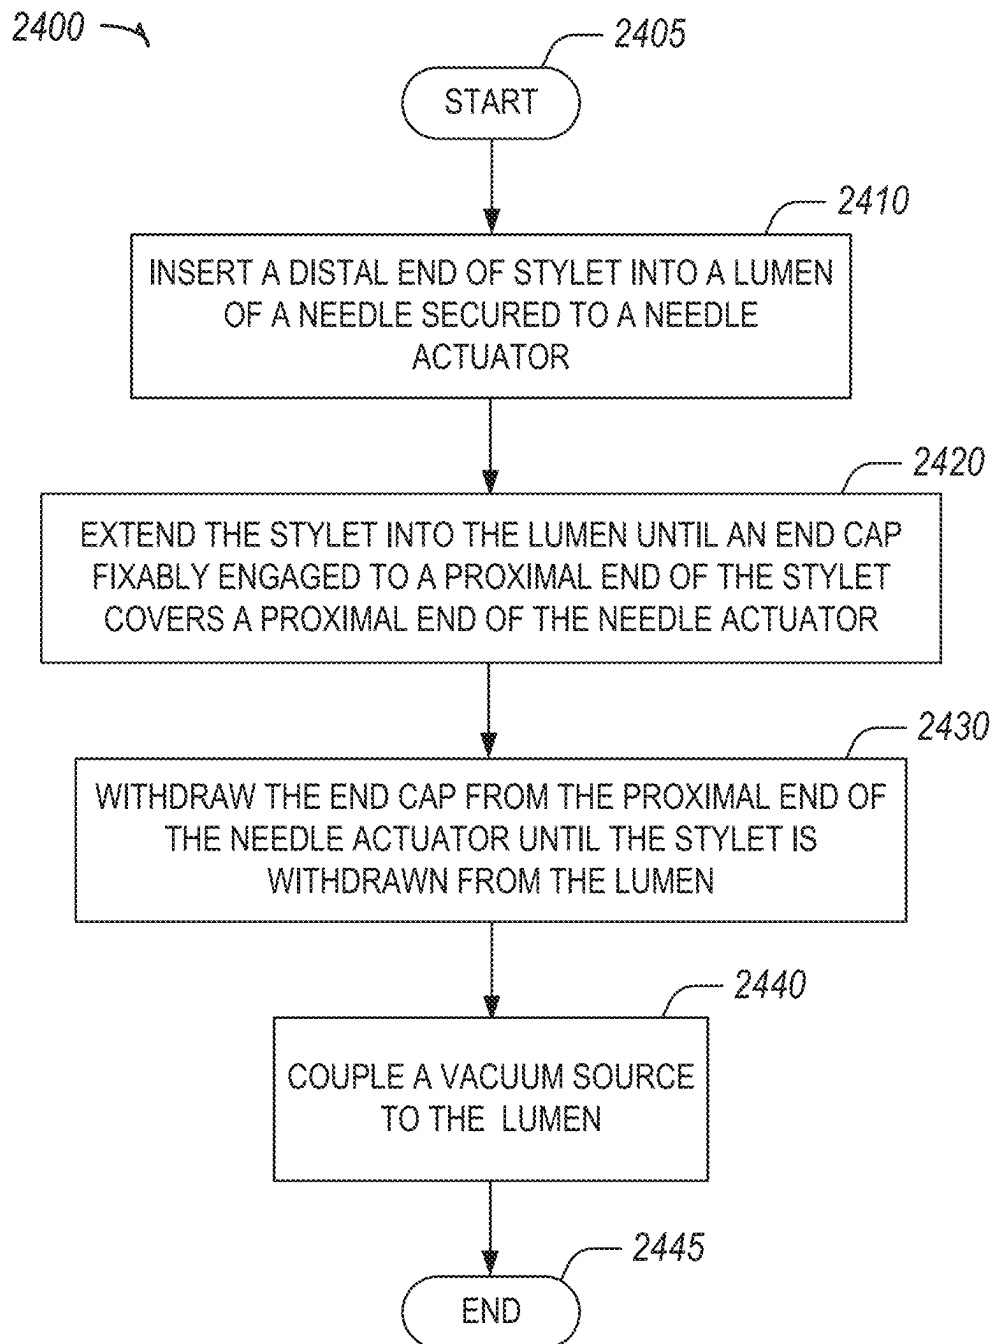 2400
2405
START
2410
INSERT A DISTAL END OF STYLET INTO A LUMEN
OF A NEEDLE SECURED TO A NEEDLE
ACTUATOR
2420
EXTEND THE STYLET INTO THE LUMEN UNTIL AN END CAP
FIXABLY ENGAGED TO A PROXIMAL END OF THE STYLET
COVERS A PROXIMAL END OF THE NEEDLE ACTUATOR
2430
WITHDRAW THE END CAP FROM THE PROXIMAL END OF
THE NEEDLE ACTUATOR UNTIL THE STYLET IS
WITHDRAWN FROM THE LUMEN
2440
COUPLE A VACUUM SOURCE
TO THE LUMEN
2445
END